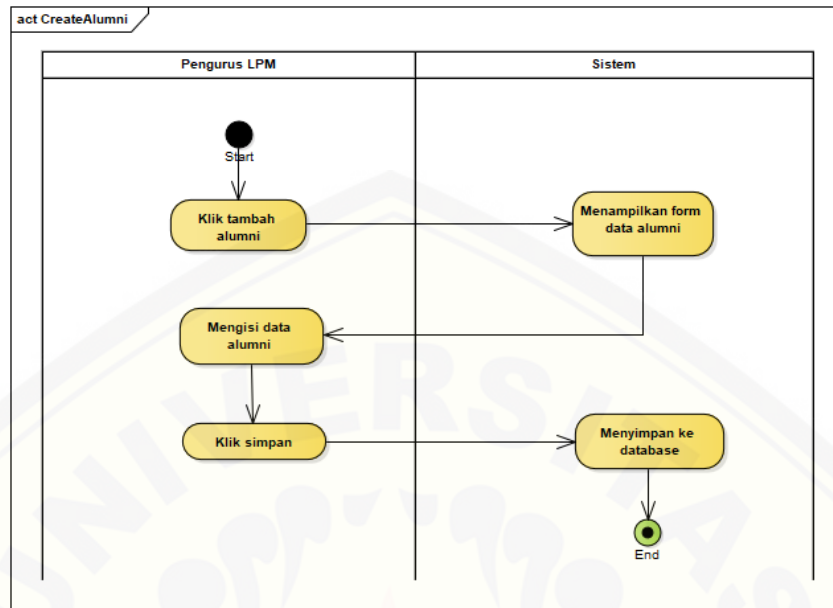 act CreateAlumni
Pengurus LPM
Sistem
Start
Klik tambah
alumni
Menampilkan form
data alumni
Mengisi data
alumni
Klik simpan
Menyimpan ke
database
End
UNIVERSITAS